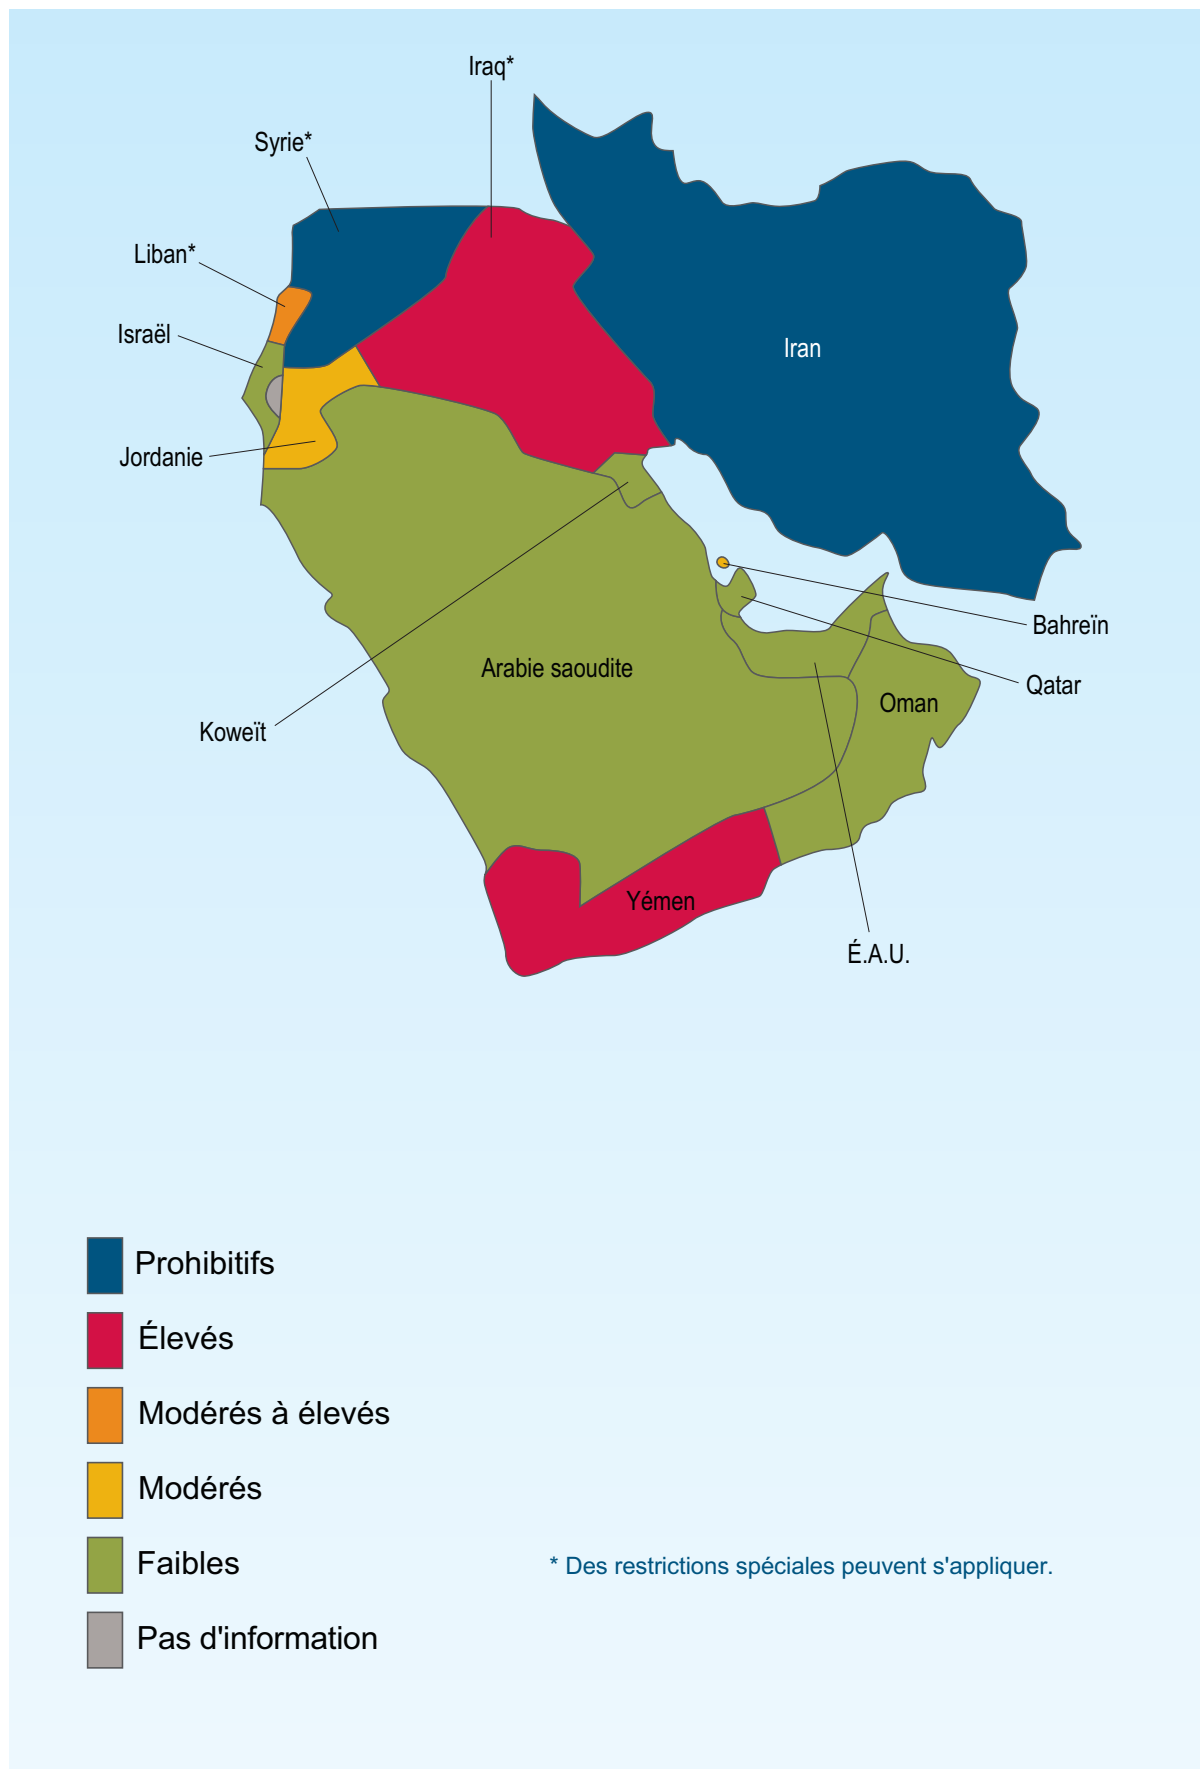 Iraq*
Syrie*
Liban*
Israël
Iran
Jordanie
Bahreïn
Arabie saoudite
Qatar
Oman
Koweït
Yémen
É.A.U.
Prohibitifs
Élevés
Modérés à élevés
Modérés
Faibles
* Des restrictions spéciales peuvent s'appliquer.
Pas d'information